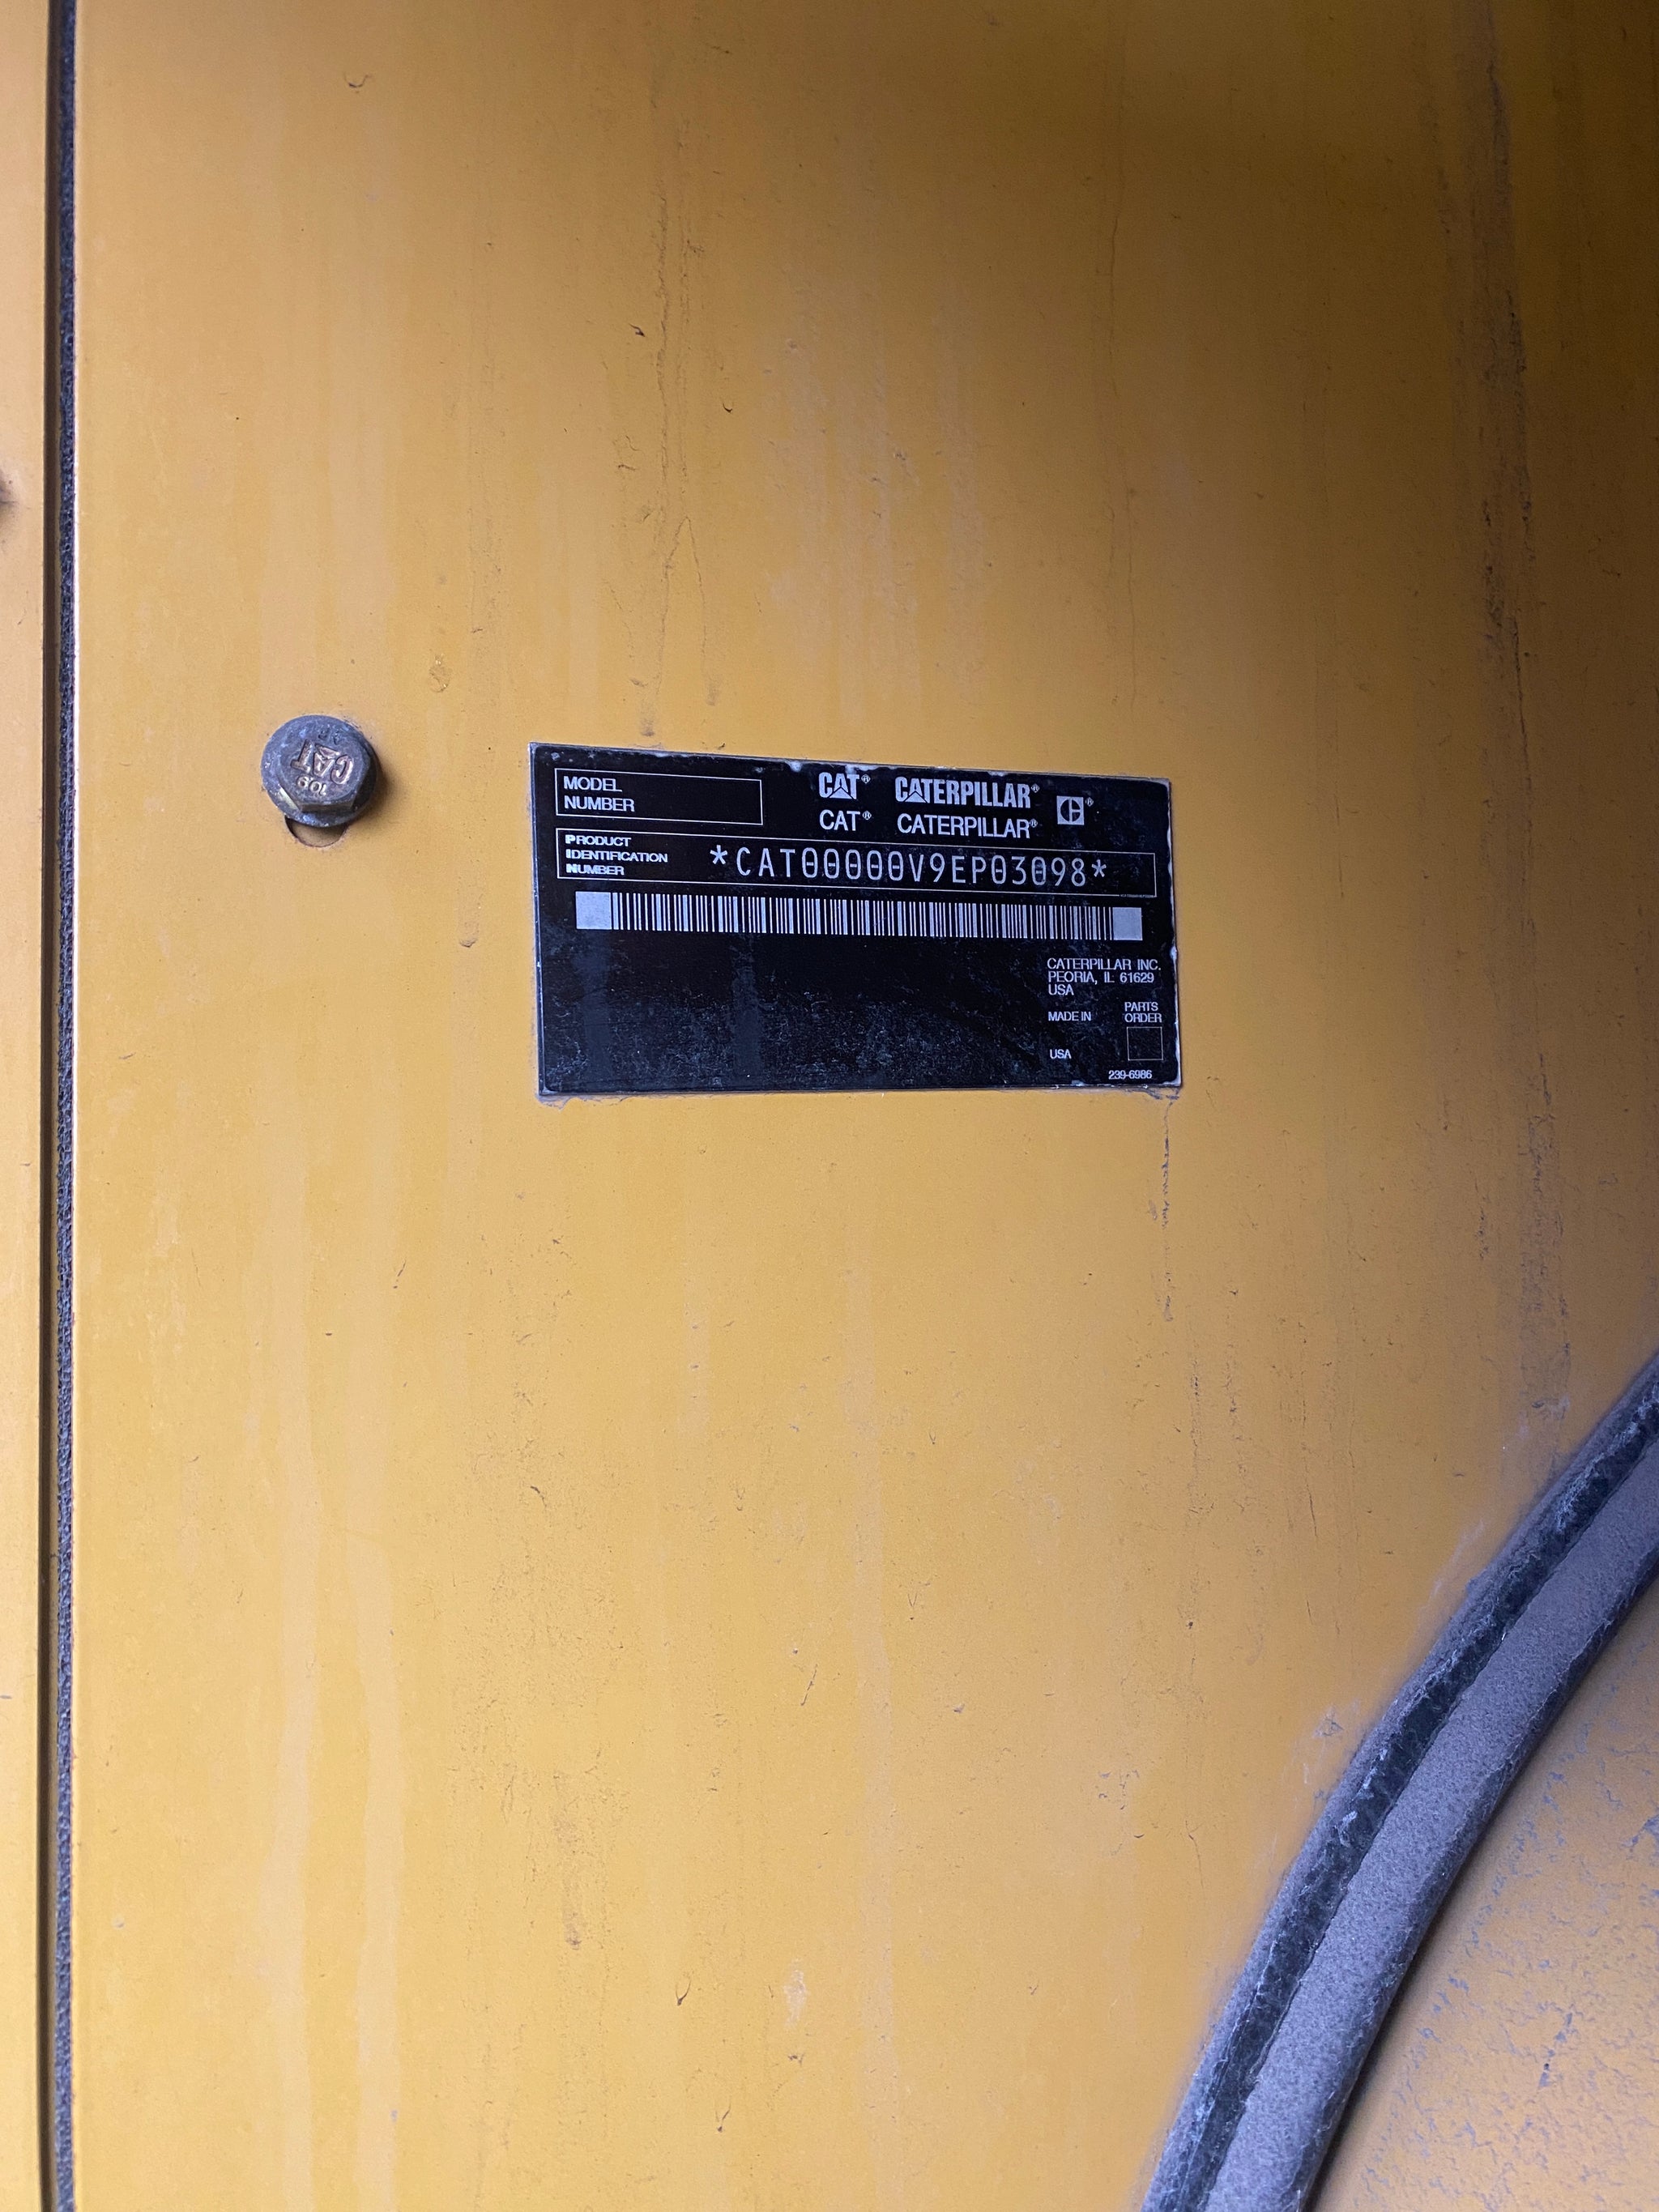 MODEL
NUMBER
CAT® CATERPILLAR®
CAT® CATERPILLAR®
PRODUCT
IDENTIFICATION
NUMBER
*CAT00000V9EP03098*
CATERPILLAR INC.
PEORIA, IL 61629
USA
MADE IN
USA
PARTS
ORDER
239-6986
CAT
109